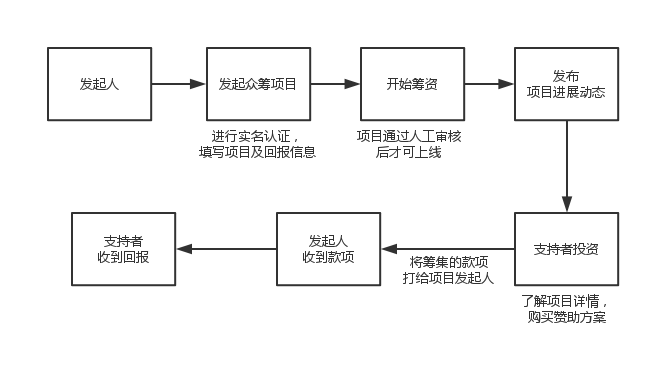 发起人
发起众筹项目
开始筹资
发布
项目进展动态
进行实名认证，
填写项目及回报信息
项目通过人工审核
后才可上线
支持者
收到回报
发起人
收到款项
将筹集的款项
打给项目发起人
支持者投资
了解项目详情，
购买赞助方案